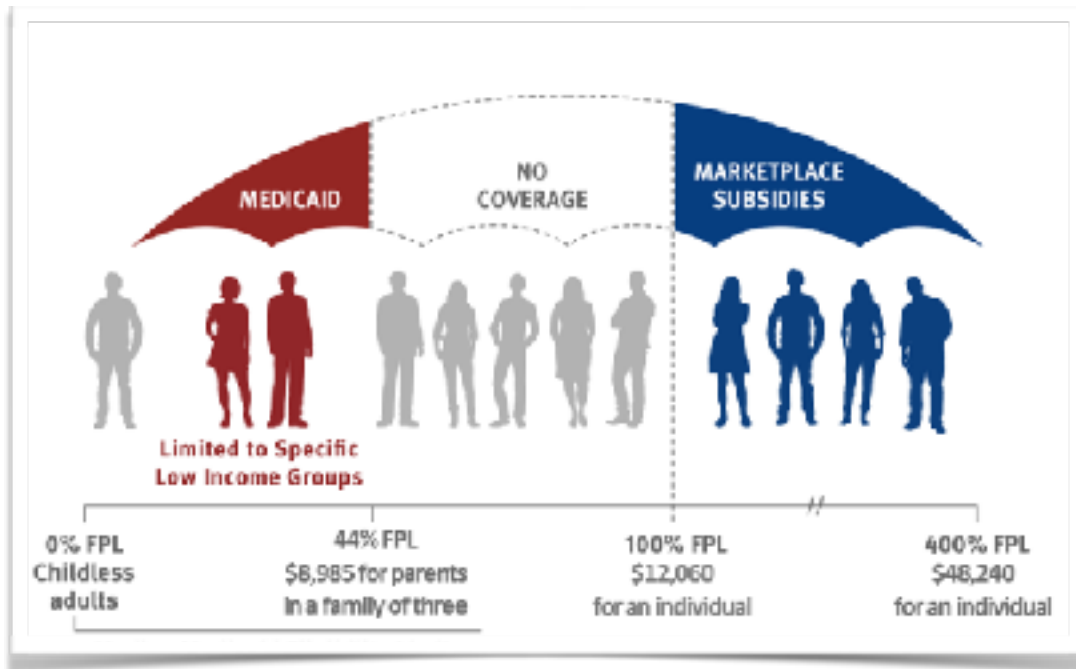 MEDICAID
NO
COVERAGE
MARKETPLACE
SUBSIDIES
Limited to Specific
Low Income Groups
0% FPL
Childless
adults
44% FPL
$8,985 for parents
in a family of three
100% FPL
$12,060
for an individual
400% FPL
$48,240
for an individual